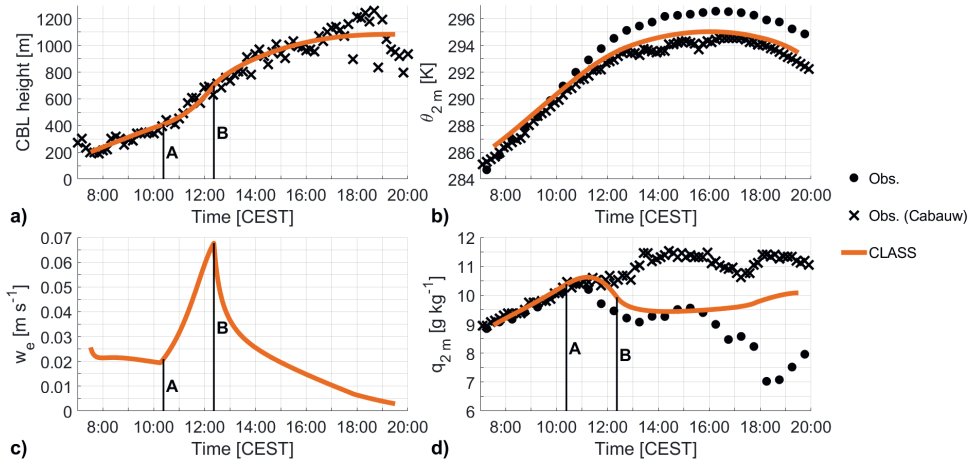 1200
1000
800
600
400
200
0
CBL height [m]
A
B
8:00 10:00 12:00 14:00 16:00 18:00 20:00
Time [CEST]
a)
296
294
292
290
288
286
284
θ2 m [K]
8:00 10:00 12:00 14:00 16:00 18:00 20:00
Time [CEST]
b)
Obs.
Obs. (Cabauw)
CLASS
0.07
0.06
0.05
0.04
0.03
0.02
0.01
0
we [m s-1]
B
A
8:00 10:00 12:00 14:00 16:00 18:00 20:00
Time [CEST]
c)
12
11
10
9
8
7
6
q2 m [g kg-1]
A
B
8:00 10:00 12:00 14:00 16:00 18:00 20:00
Time [CEST]
d)